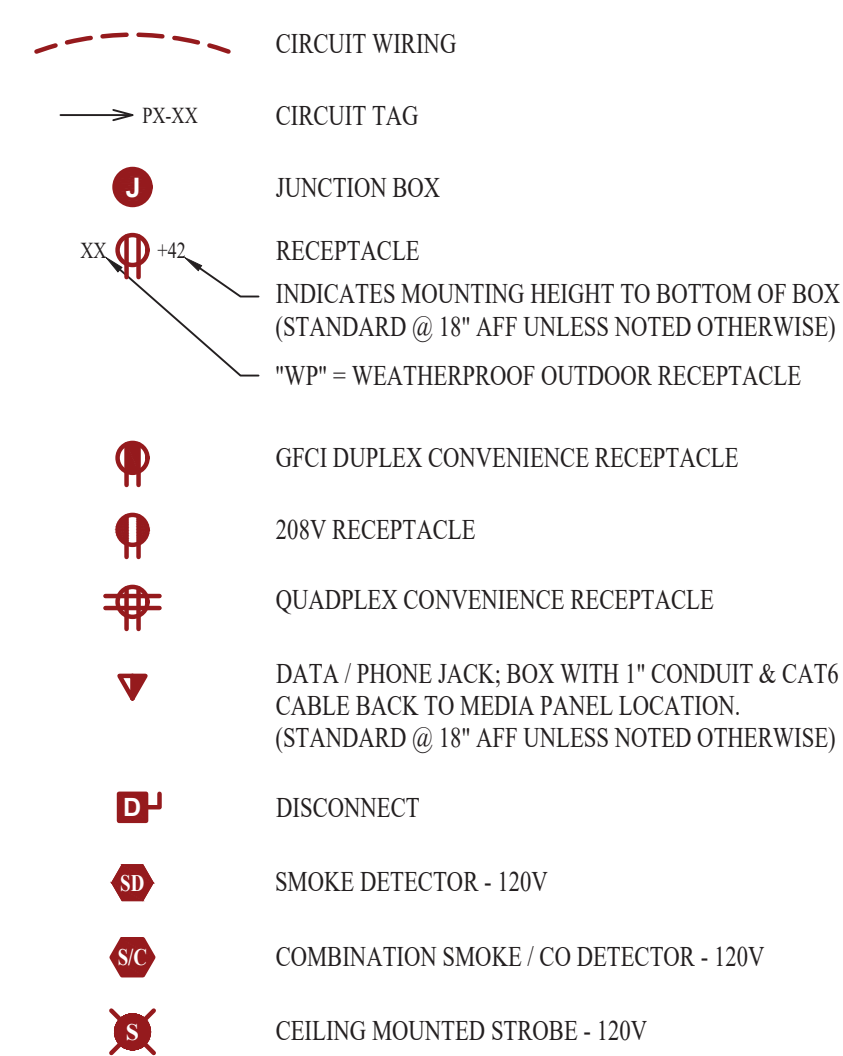 CIRCUIT WIRING
PX-XX CIRCUIT TAG
J JUNCTION BOX
XX +42 RECEPTACLE
INDICATES MOUNTING HEIGHT TO BOTTOM OF BOX
(STANDARD @ 18" AFF UNLESS NOTED OTHERWISE)
"WP" = WEATHERPROOF OUTDOOR RECEPTACLE
GFCI DUPLEX CONVENIENCE RECEPTACLE
208V RECEPTACLE
QUADPLEX CONVENIENCE RECEPTACLE
DATA / PHONE JACK; BOX WITH 1" CONDUIT & CAT6
CABLE BACK TO MEDIA PANEL LOCATION.
(STANDARD @ 18" AFF UNLESS NOTED OTHERWISE)
D DISCONNECT
SD SMOKE DETECTOR - 120V
S/C COMBINATION SMOKE / CO DETECTOR - 120V
S CEILING MOUNTED STROBE - 120V